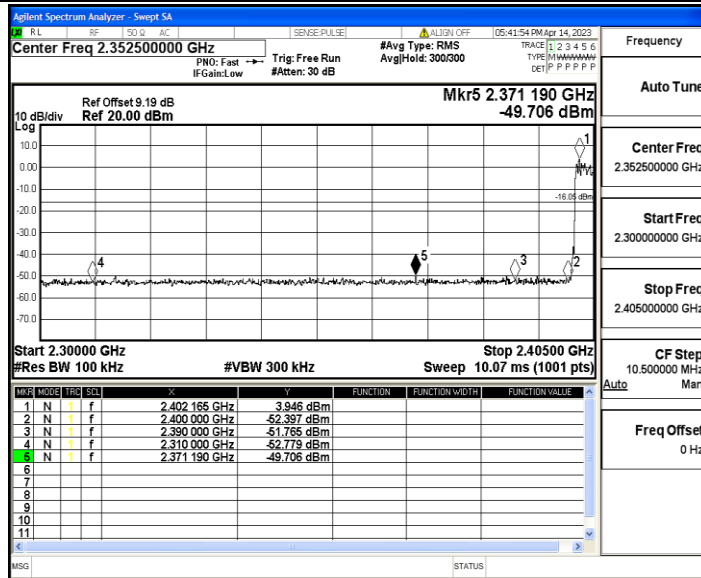 Agilent Spectrum Analyzer - Swept SA
RL RF 50 Ω AC SENSE:PULSE ALIGN OFF 05:41:54 PM Apr 14, 2023
Center Freq 2.352500000 GHz
PNO: Fast
IFGain:Low
Trig: Free Run
#Atten: 30 dB
#Avg Type: RMS
Avg|Hold: 300/300
TRACE 1 2 3 4 5 6
TYPE M WWWWW
DET P P P P P P
Ref Offset 9.19 dB
Ref 20.00 dBm
10 dB/div
Log
Mkr5 2.371 190 GHz
-49.706 dBm
10.0
0.00
-10.0
-20.0
-30.0
-40.0
-50.0
-60.0
-70.0
-16.05 dBm
1
2
3
4
5
Start 2.30000 GHz
Stop 2.40500 GHz
#Res BW 100 kHz
#VBW 300 kHz
Sweep 10.07 ms (1001 pts)
MKR MODE TRC SCL X Y FUNCTION FUNCTION WIDTH FUNCTION VALUE
1 N 1 f 2.402 165 GHz 3.946 dBm
2 N 1 f 2.400 000 GHz -52.397 dBm
3 N 1 f 2.390 000 GHz -51.765 dBm
4 N 1 f 2.310 000 GHz -52.779 dBm
5 N 1 f 2.371 190 GHz -49.706 dBm
6
7
8
9
10
11
MSG
STATUS
Frequency
Auto Tune
Center Freq
2.352500000 GHz
Start Freq
2.300000000 GHz
Stop Freq
2.405000000 GHz
CF Step
10.500000 MHz
Auto Man
Freq Offset
0 Hz